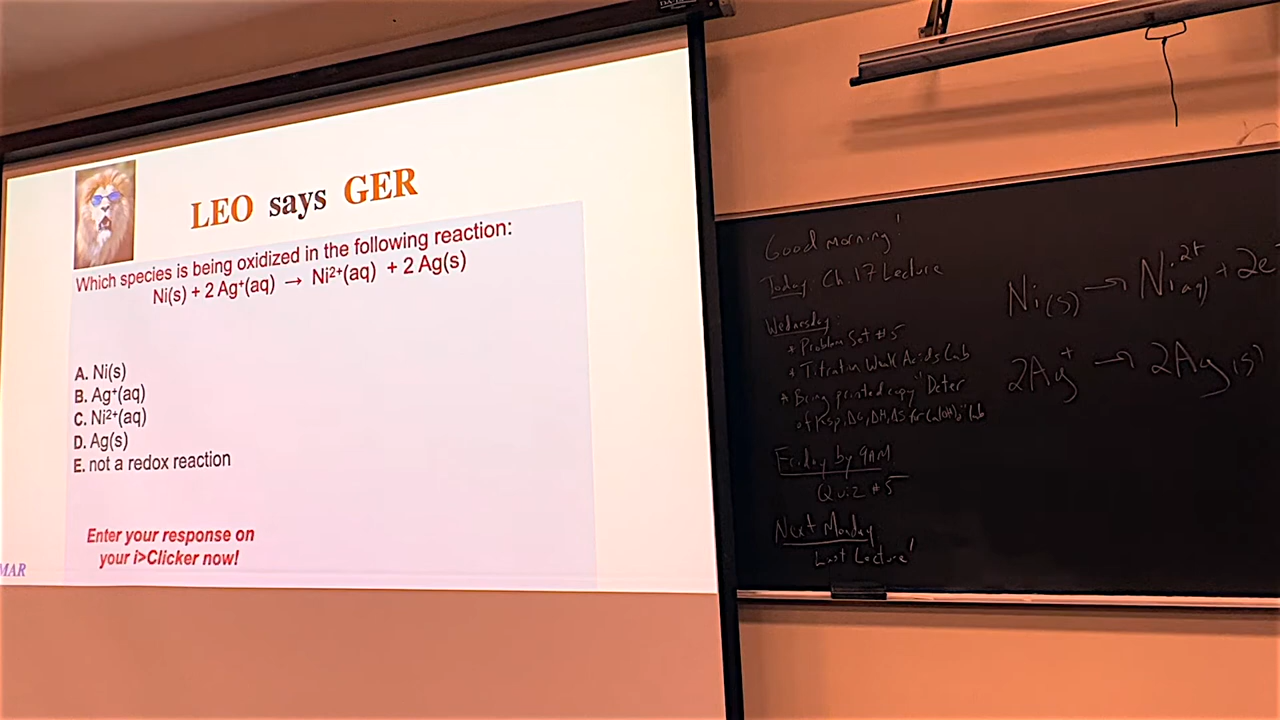 LEO says GER
Which species is being oxidized in the following reaction:
Ni(s) + 2 Ag⁺(aq) → Ni²⁺(aq) + 2 Ag(s)
A. Ni(s)
B. Ag⁺(aq)
C. Ni²⁺(aq)
D. Ag(s)
E. not a redox reaction
Enter your response on
your i>Clicker now!
MAR
Good morning!
Today Ch. 17 Lecture
Wednesday:
* Problem Set #5
* Titration Weak Acids Lab
* Bring printed copy "Deter
of Ksp, ΔG, ΔH, ΔS for Ca(OH)₂" Lab
Friday by 9AM
Quiz #5
Next Monday
Last Lecture!
Ni(s) → Ni²⁺(aq) + 2e⁻
2Ag⁺ → 2Ag(s)